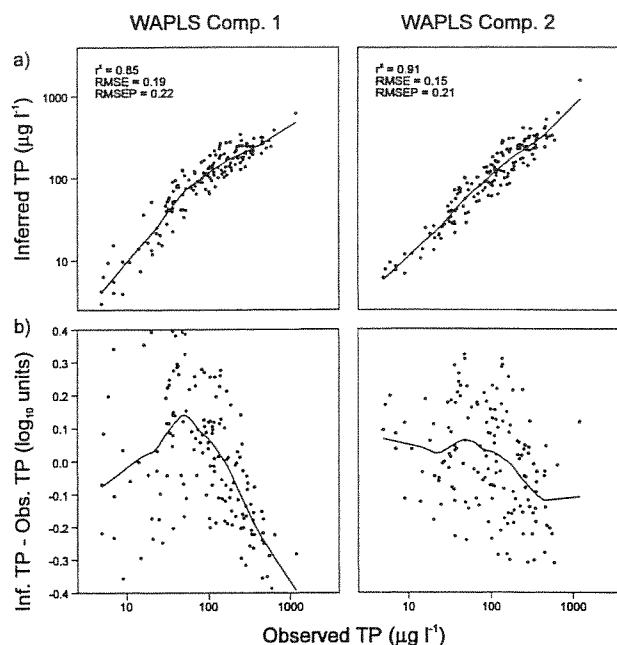 WAPLS Comp. 1
WAPLS Comp. 2
a)
r² = 0.85
RMSE = 0.19
RMSEP = 0.22
r² = 0.91
RMSE = 0.15
RMSEP = 0.21
Inferred TP (µg l⁻¹)
1000
100
10
b)
Inf. TP - Obs. TP (log₁₀ units)
0.4
0.3
0.2
0.1
0.0
-0.1
-0.2
-0.3
-0.4
10 100 1000
10 100 1000
Observed TP (µg l⁻¹)